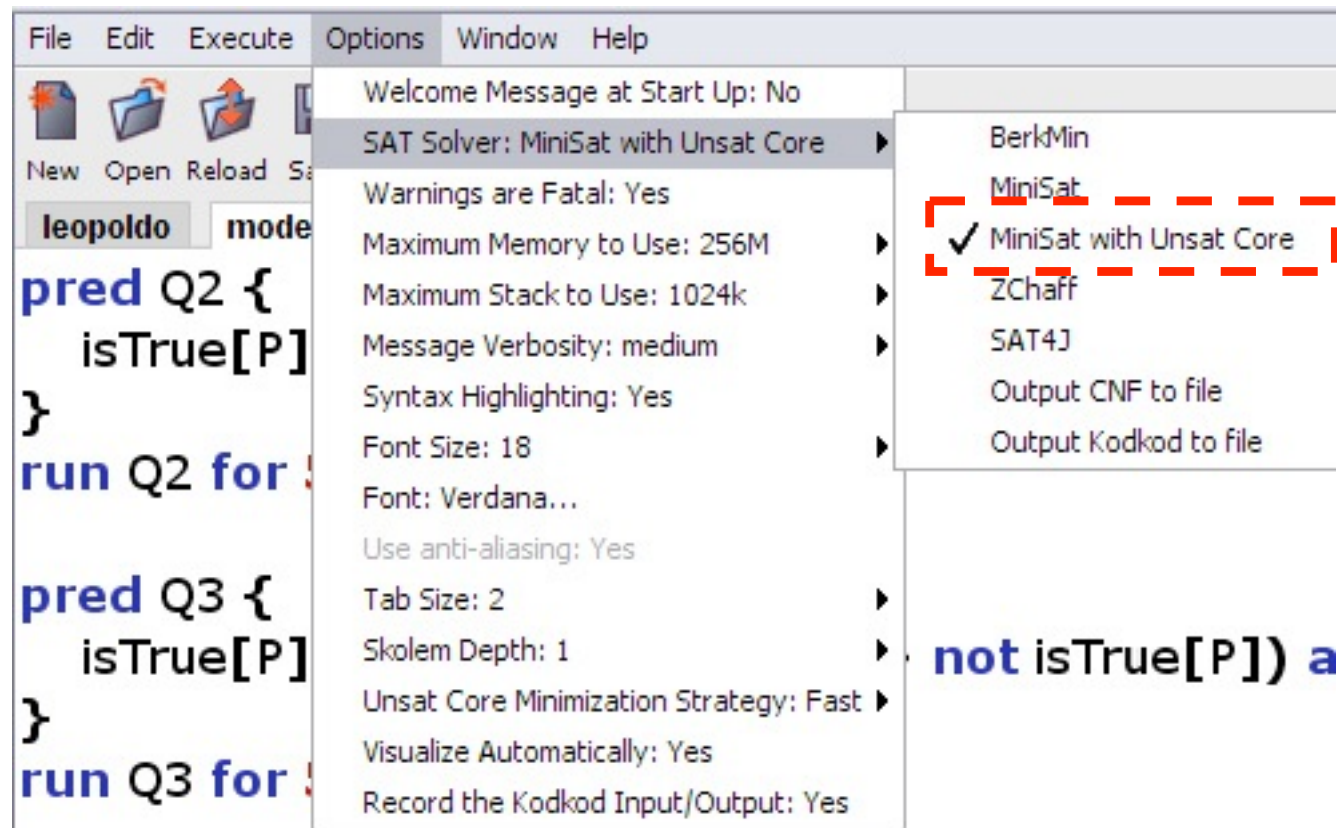 File Edit Execute Options Window Help
New Open Reload
leopoldo mode
Welcome Message at Start Up: No
SAT Solver: MiniSat with Unsat Core
Warnings are Fatal: Yes
Maximum Memory to Use: 256M
Maximum Stack to Use: 1024k
Message Verbosity: medium
Syntax Highlighting: Yes
Font Size: 18
Font: Verdana...
Use anti-aliasing: Yes
Tab Size: 2
Skolem Depth: 1
Unsat Core Minimization Strategy: Fast
Visualize Automatically: Yes
Record the Kodkod Input/Output: Yes
BerkMin
MiniSat
✓ MiniSat with Unsat Core
ZChaff
SAT4J
Output CNF to file
Output Kodkod to file
pred Q2 {
isTrue[P]
}
run Q2 for
pred Q3 {
isTrue[P] not isTrue[P]) a
}
run Q3 for